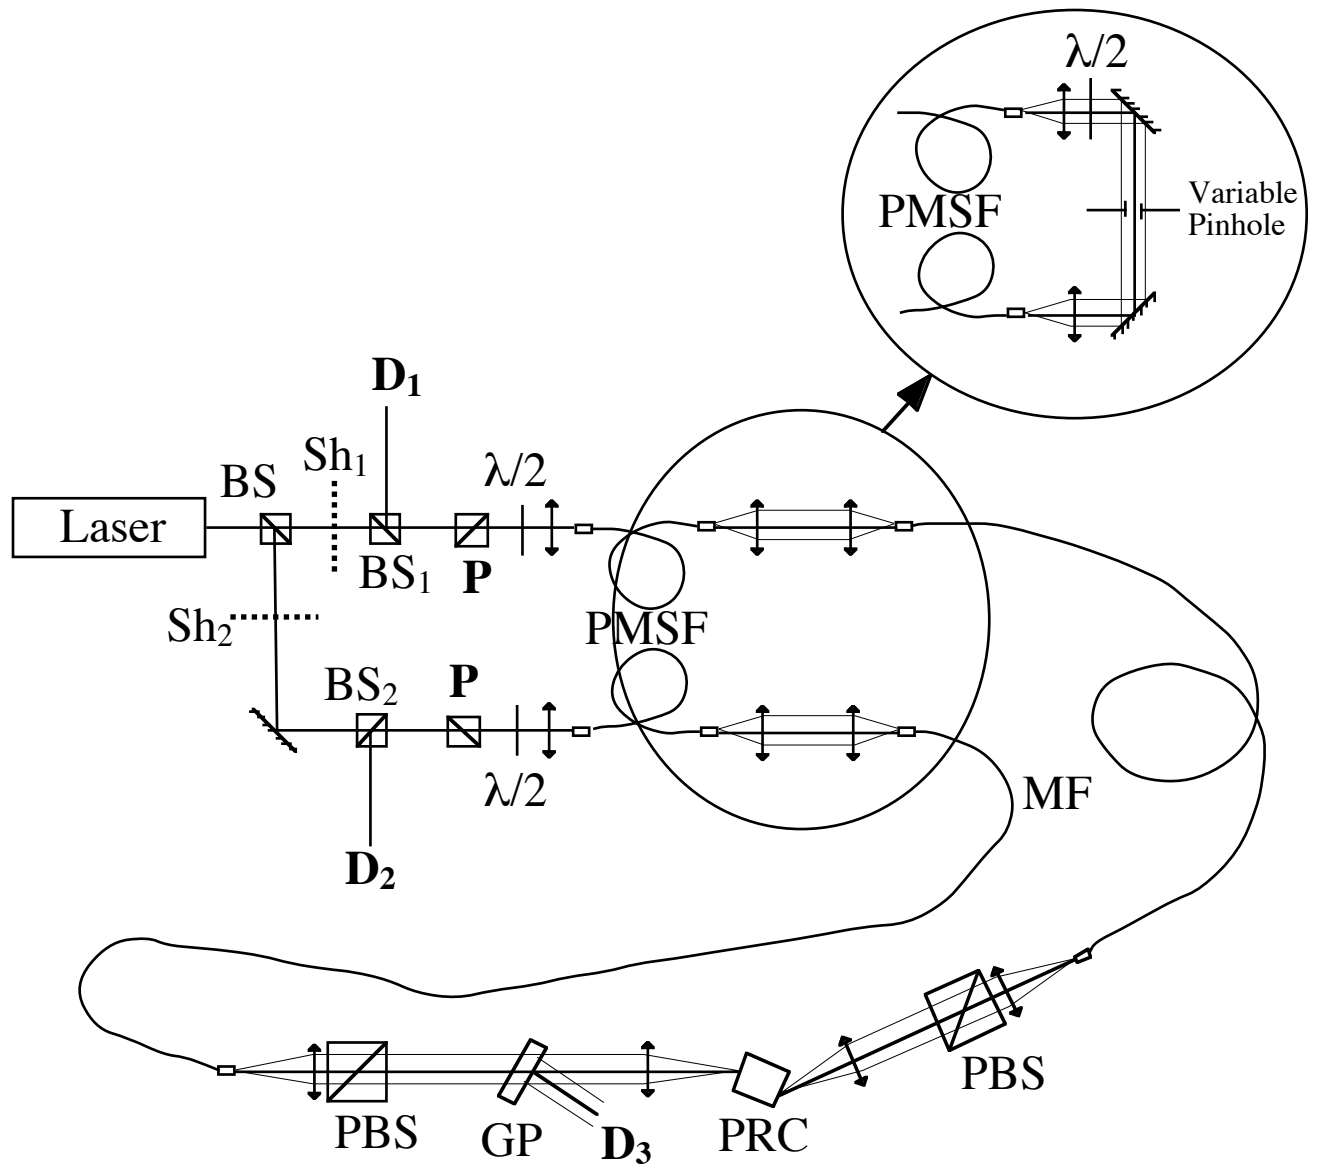 λ/2
Variable
Pinhole
PMSF
D₁
Sh₁
λ/2
BS
Laser
BS₁
P
PMSF
Sh₂
BS₂
P
λ/2
MF
D₂
PBS
PBS
GP
D₃
PRC